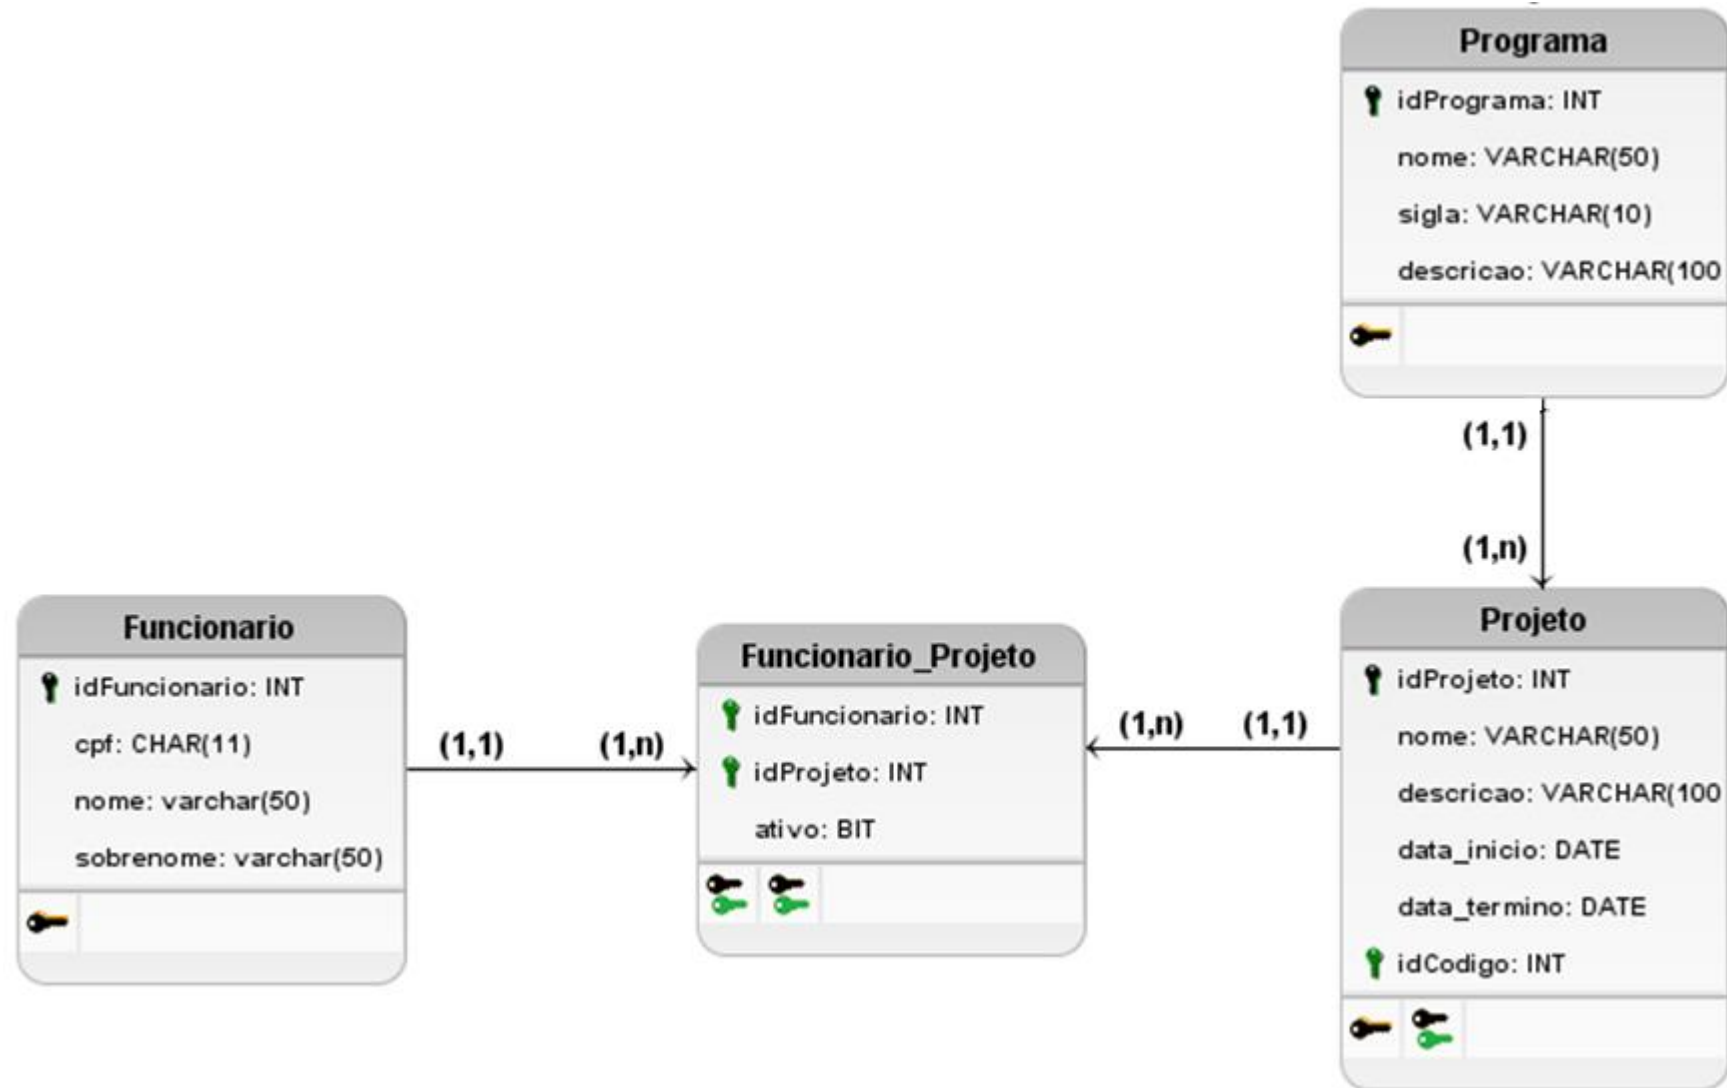 Programa
idPrograma: INT
nome: VARCHAR(50)
sigla: VARCHAR(10)
descricao: VARCHAR(100
(1,1)
(1,n)
Funcionario
idFuncionario: INT
cpf: CHAR(11)
nome: varchar(50)
sobrenome: varchar(50)
(1,1)
(1,n)
Funcionario_Projeto
idFuncionario: INT
idProjeto: INT
ativo: BIT
(1,n)
(1,1)
Projeto
idProjeto: INT
nome: VARCHAR(50)
descricao: VARCHAR(100
data_inicio: DATE
data_termino: DATE
idCodigo: INT